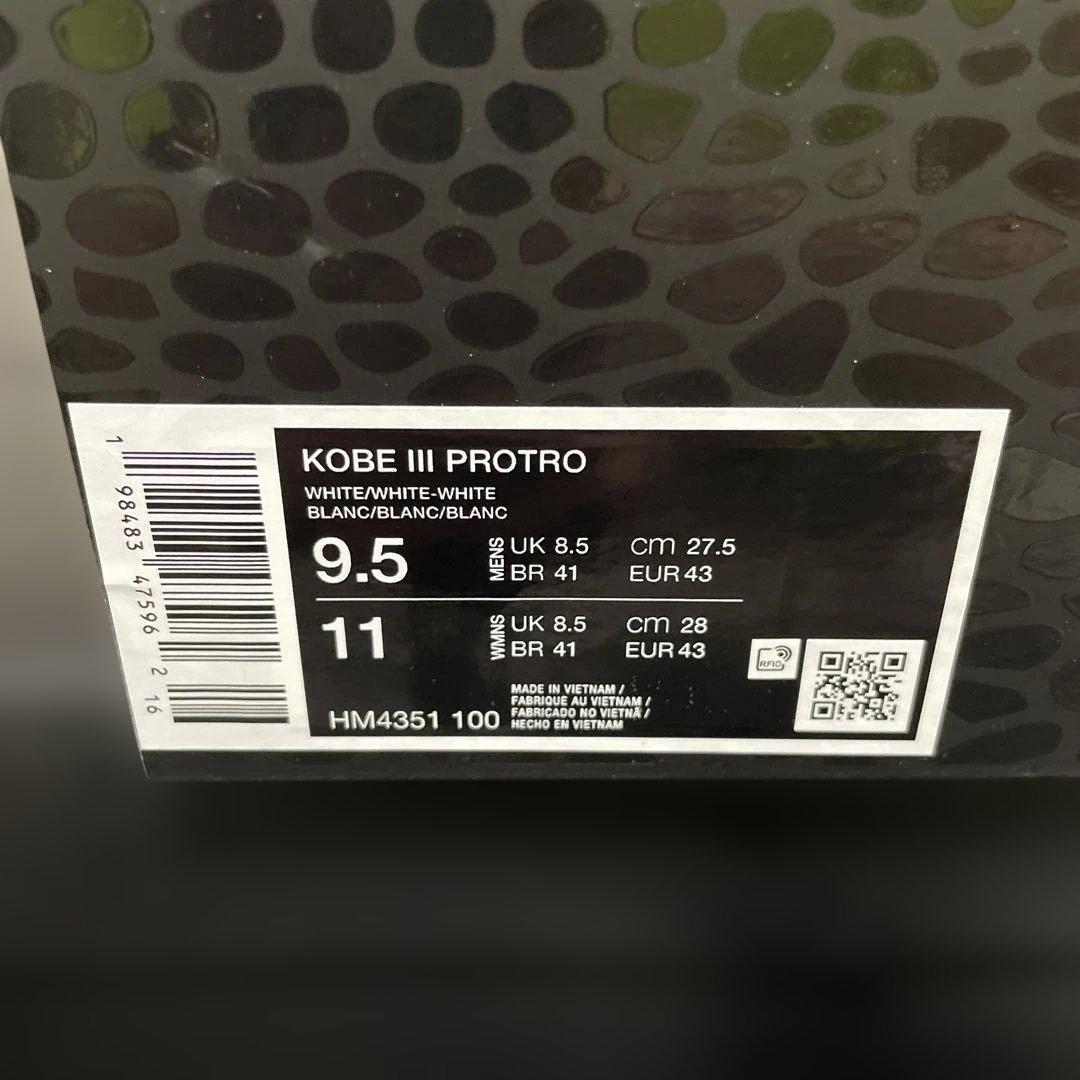 KOBE III PROTRO
WHITE/WHITE-WHITE
BLANC/BLANC/BLANC
9.5 MENS UK 8.5 CM 27.5
BR 41 EUR 43
11 WMNS UK 8.5 CM 28
BR 41 EUR 43
RFID
HM4351 100
MADE IN VIETNAM /
FABRIQUE AU VIETNAM /
FABRICADO NO VIETNÃ /
HECHO EN VIETNAM
1 98483 47596 2 16